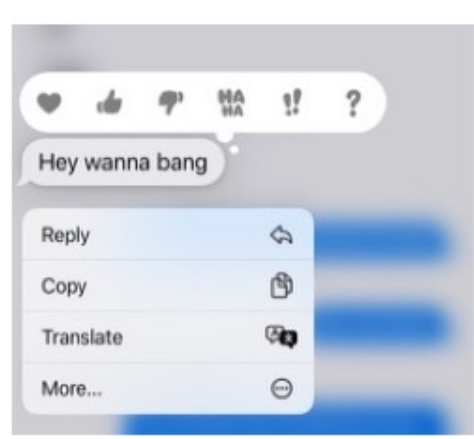 HA
HA
!!
?
Hey wanna bang
Reply
Copy
Translate
More...